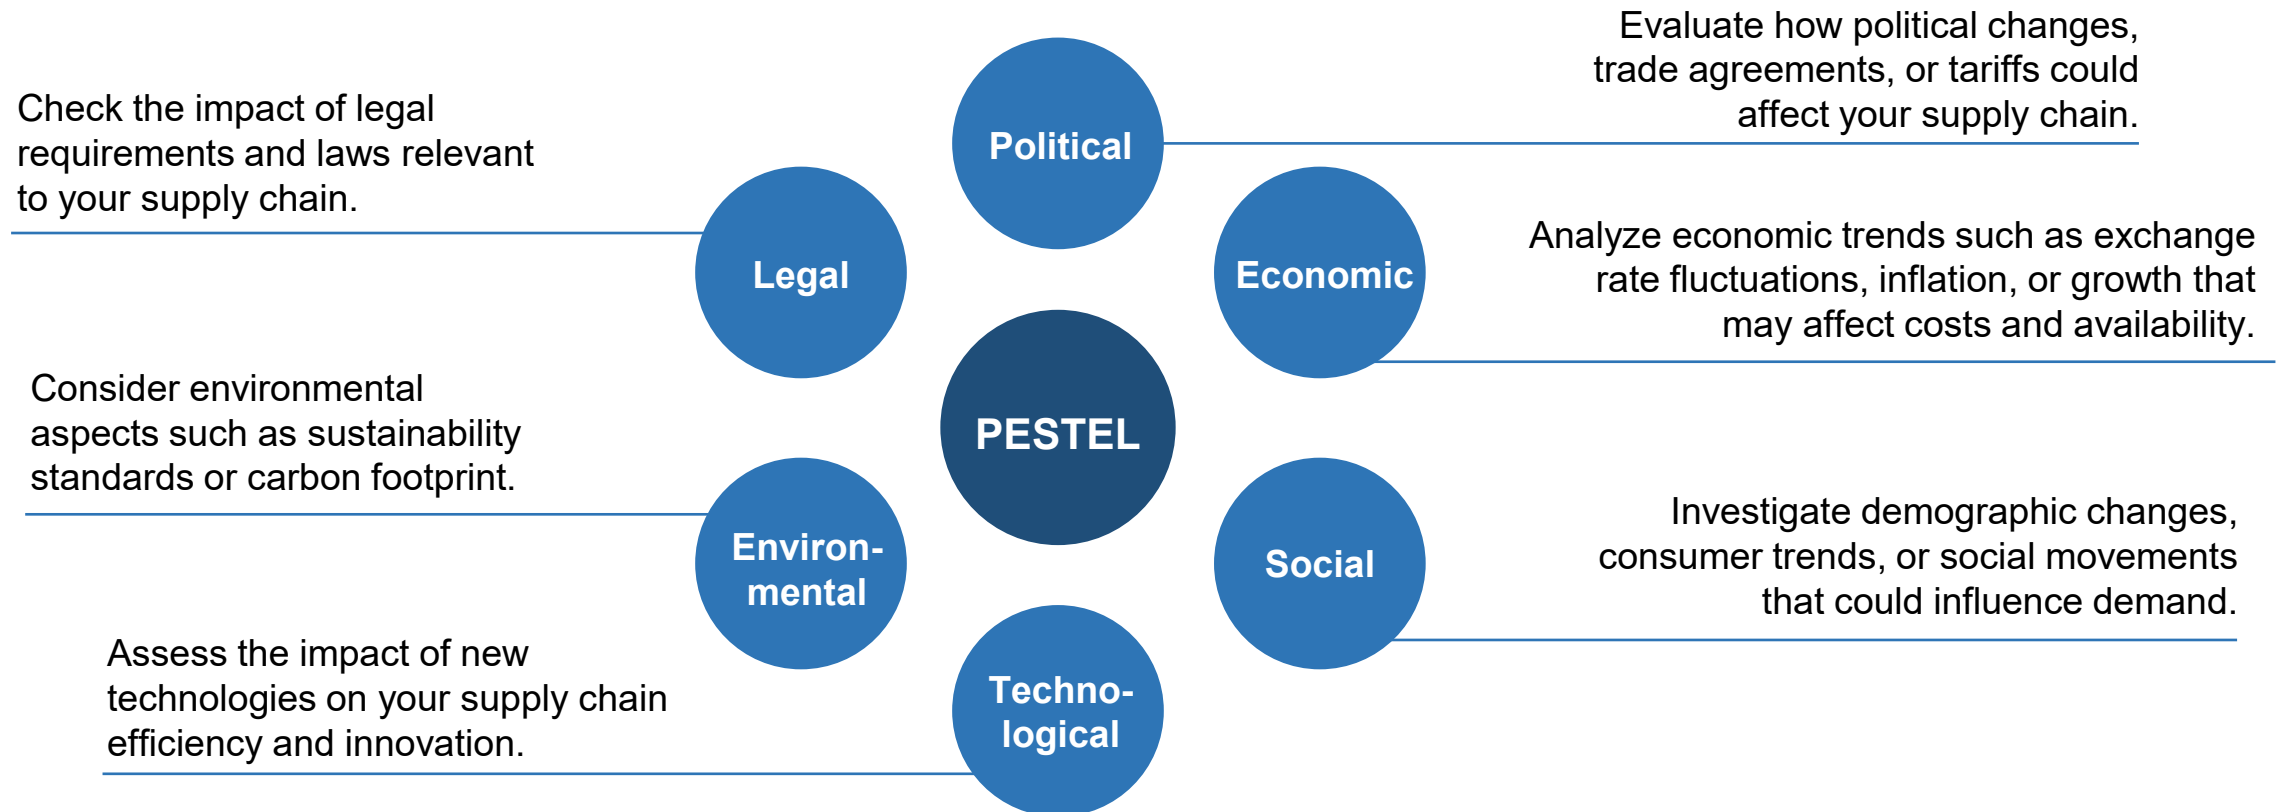 Evaluate how political changes,
trade agreements, or tariffs could
affect your supply chain.
Check the impact of legal
requirements and laws relevant
to your supply chain.
Political
Legal
Economic
Analyze economic trends such as exchange
rate fluctuations, inflation, or growth that
may affect costs and availability.
Consider environmental
aspects such as sustainability
standards or carbon footprint.
PESTEL
Environ-
mental
Social
Investigate demographic changes,
consumer trends, or social movements
that could influence demand.
Assess the impact of new
technologies on your supply chain
efficiency and innovation.
Techno-
logical